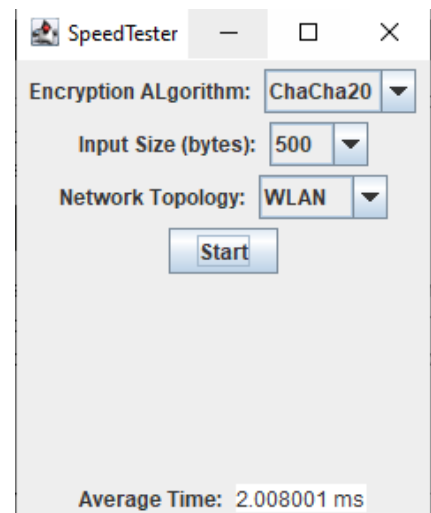 SpeedTester
Encryption ALgorithm: ChaCha20
Input Size (bytes): 500
Network Topology: WLAN
Start
Average Time: 2.008001 ms